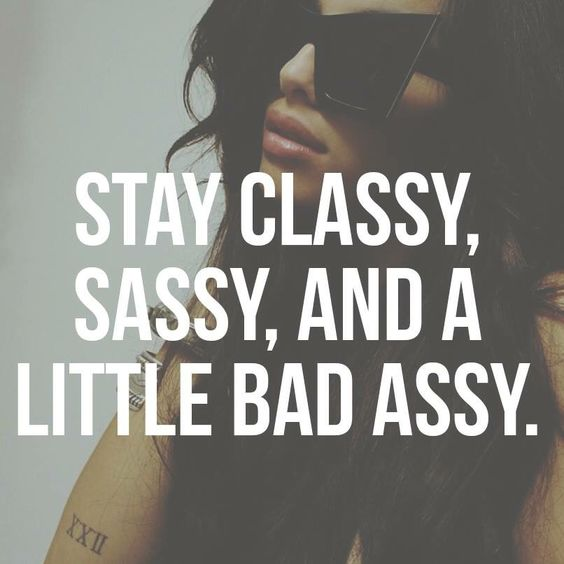 STAY CLASSY,
SASSY, AND A
LITTLE BAD ASSY.
XXII